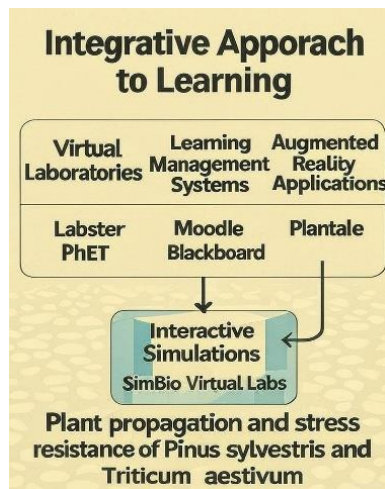 Integrative Apporach
to Learning
Virtual
Laboratories
Learning
Management
Systems
Augmented
Reality
Applications
Labster
PhET
Moodle
Blackboard
Plantale
Interactive
Simulations
SimBio Virtual Labs
Plant propagation and stress
resistance of Pinus sylvestris and
Triticum aestivum